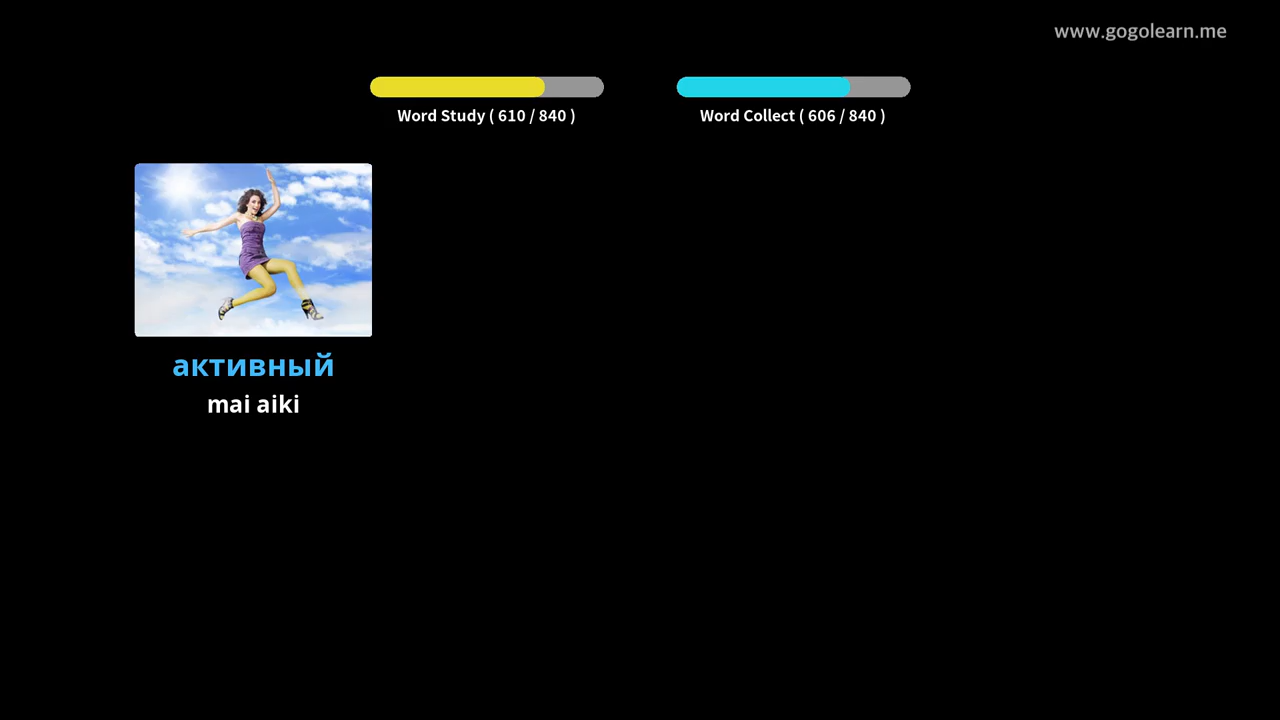 www.gogolearn.me
Word Study ( 610 / 840 )
Word Collect ( 606 / 840 )
активный
mai aiki